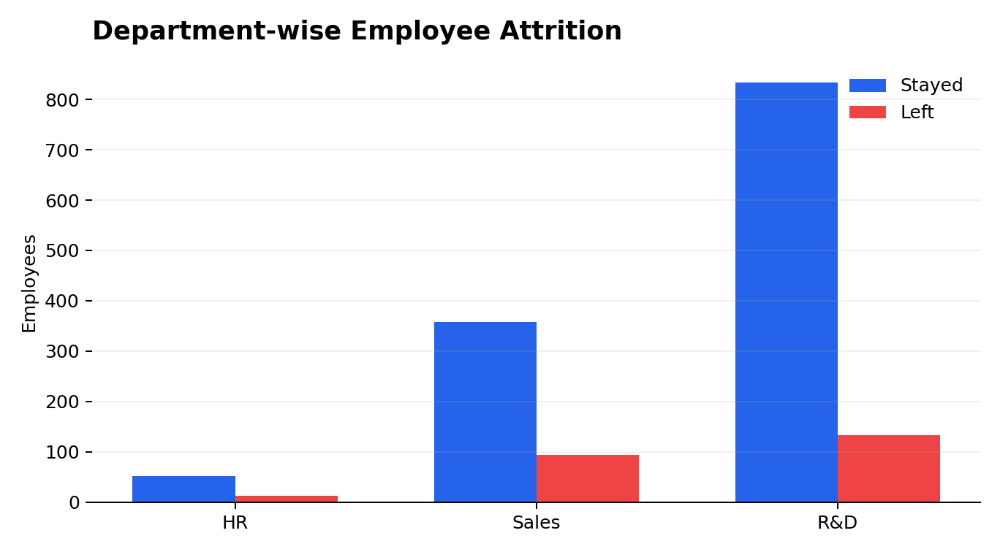 Department-wise Employee Attrition
Stayed
Left
Employees
800
700
600
500
400
300
200
100
0
HR
Sales
R&D